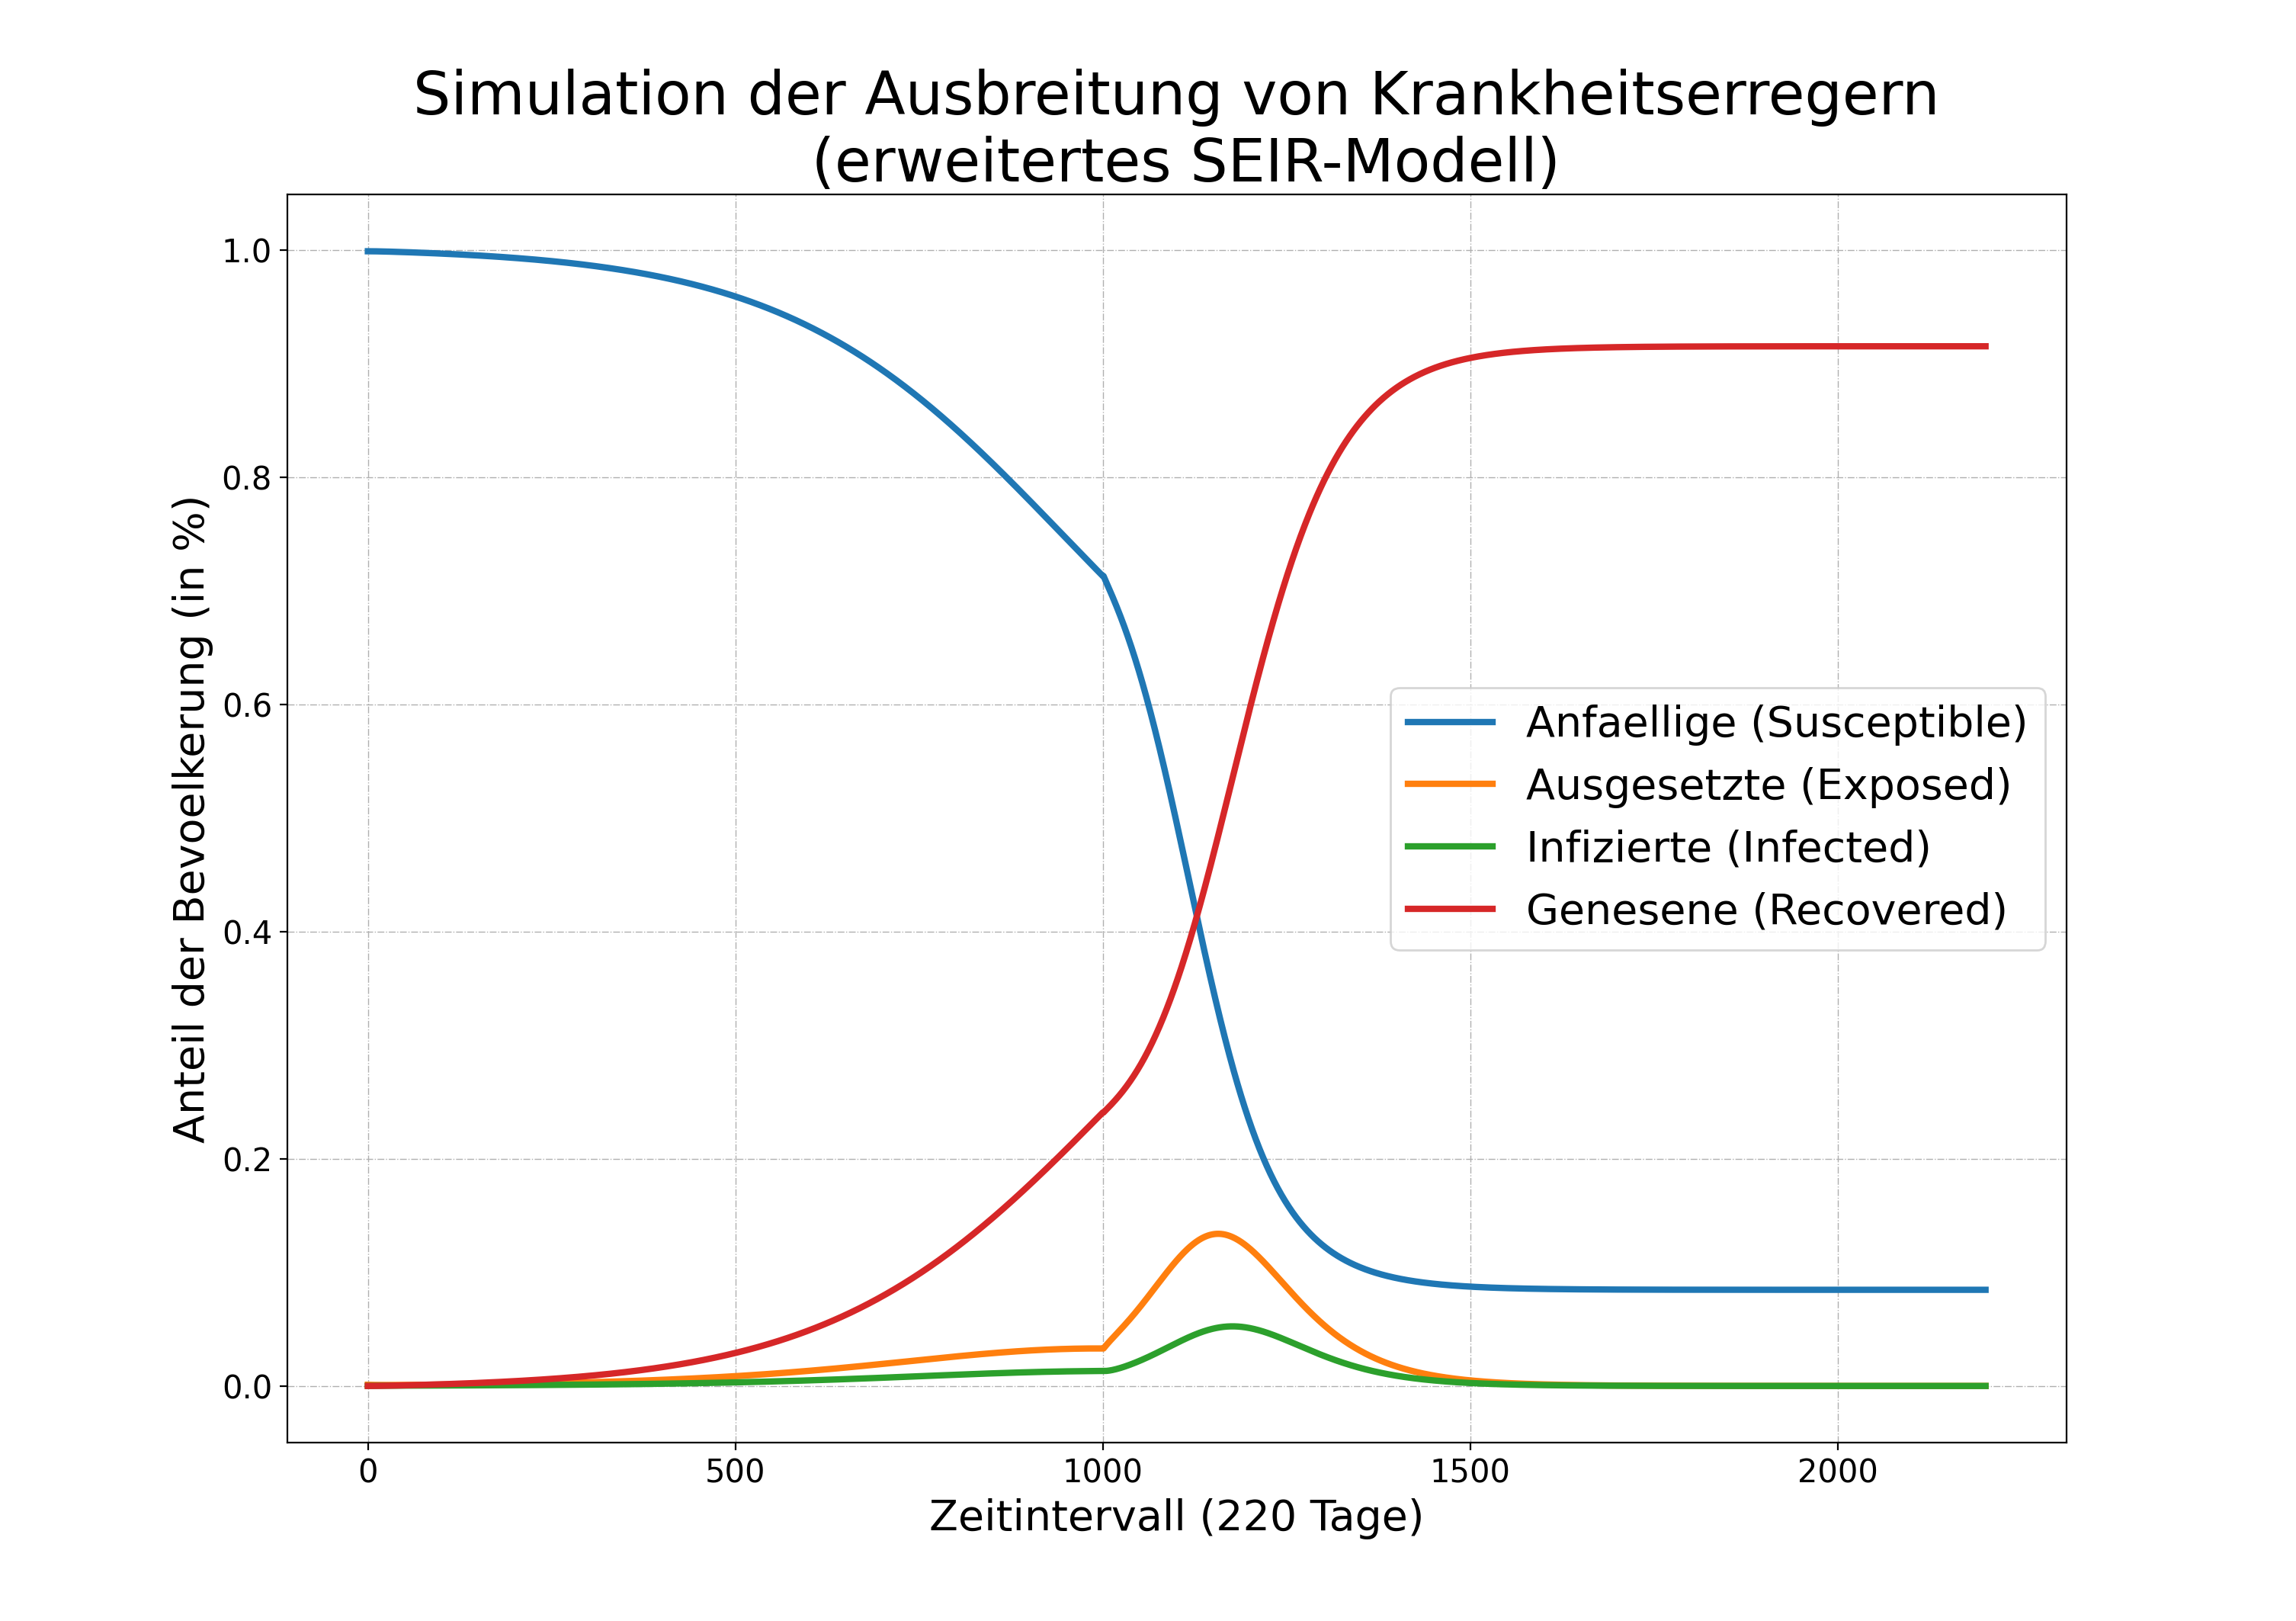 Simulation der Ausbreitung von Krankheitserregern
(erweitertes SEIR-Modell)
Anteil der Bevoelkerung (in %)
1.0
0.8
0.6
0.4
0.2
0.0
Anfaellige (Susceptible)
Ausgesetzte (Exposed)
Infizierte (Infected)
Genesene (Recovered)
0 500 1000 1500 2000
Zeitintervall (220 Tage)